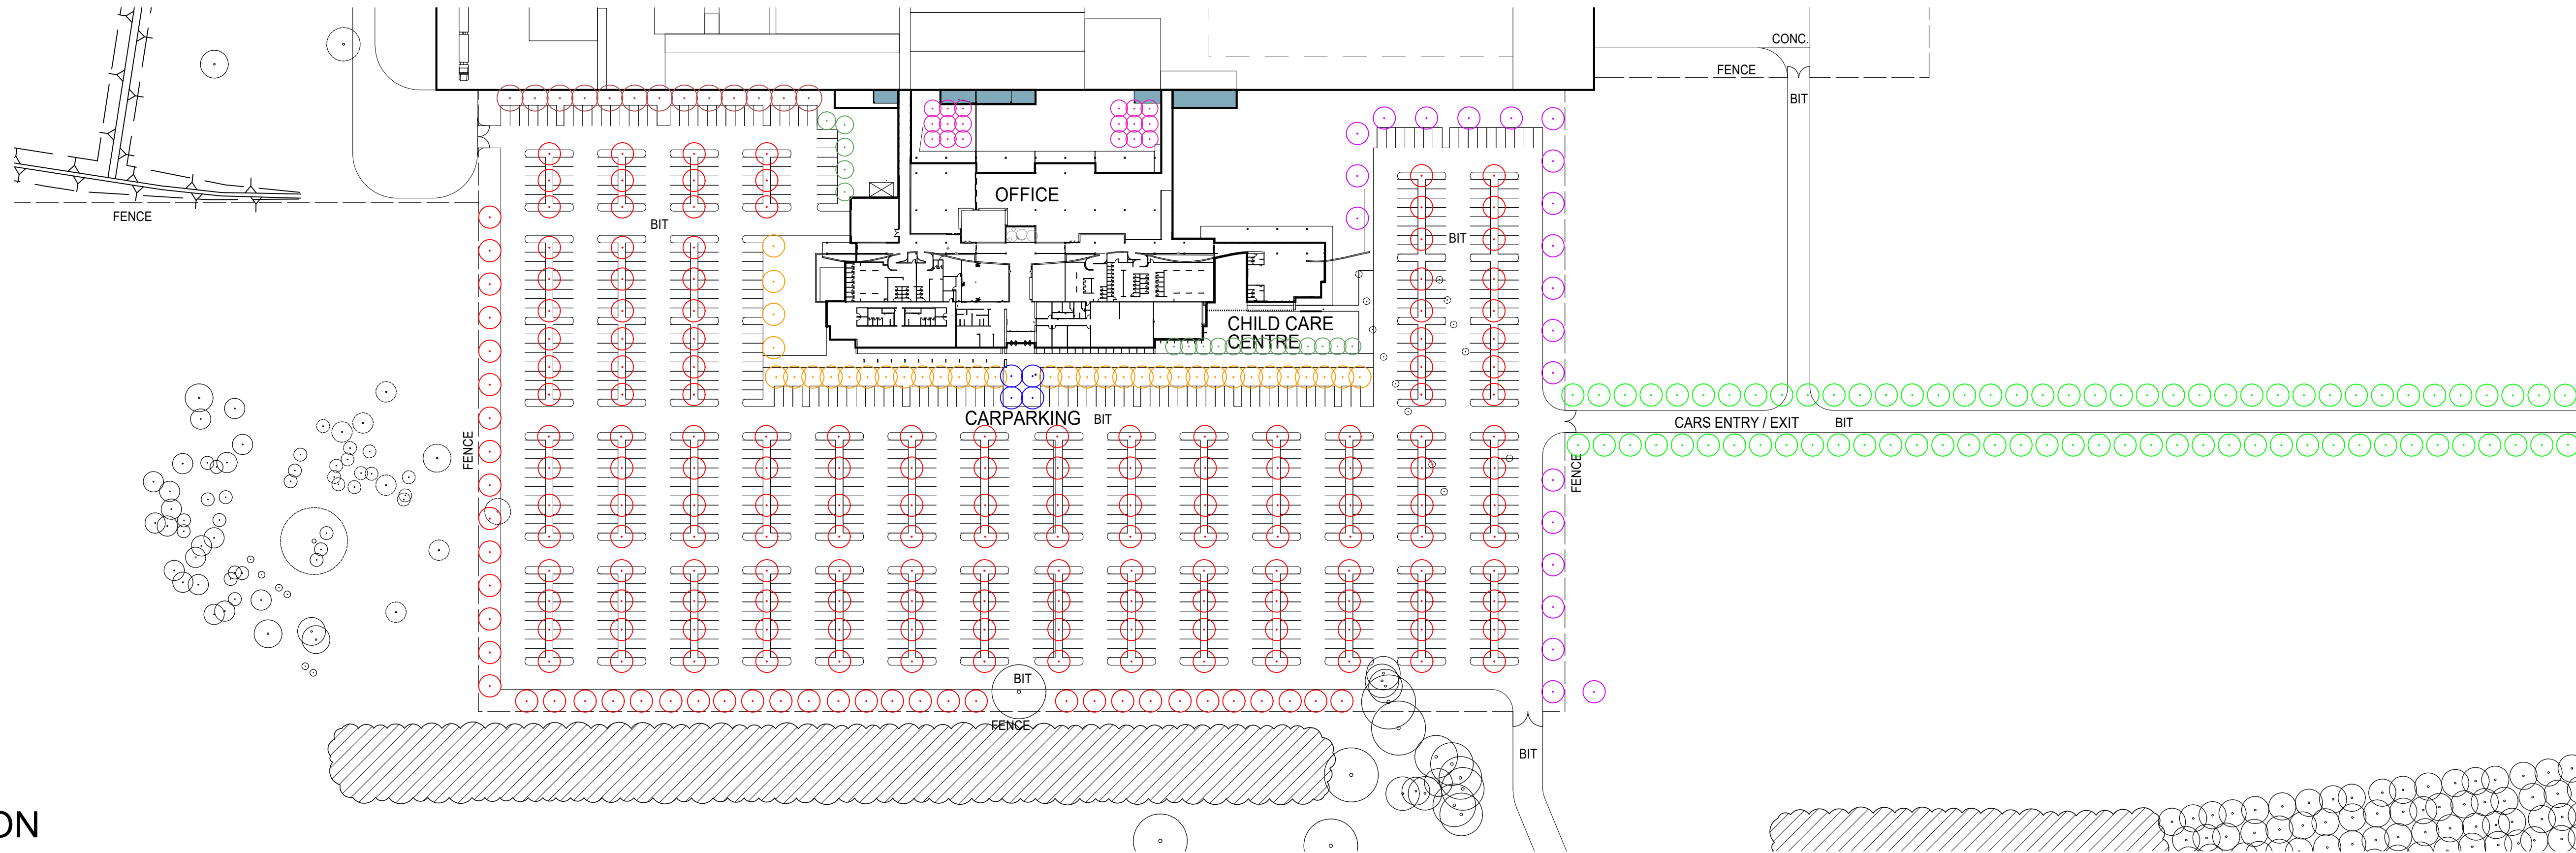 CONC.
FENCE
BIT
FENCE
OFFICE
BIT
BIT
CHILD CARE
CENTRE
CARPARKING
BIT
CARS ENTRY / EXIT
BIT
FENCE
FENCE
BIT
FENCE
BIT
ON